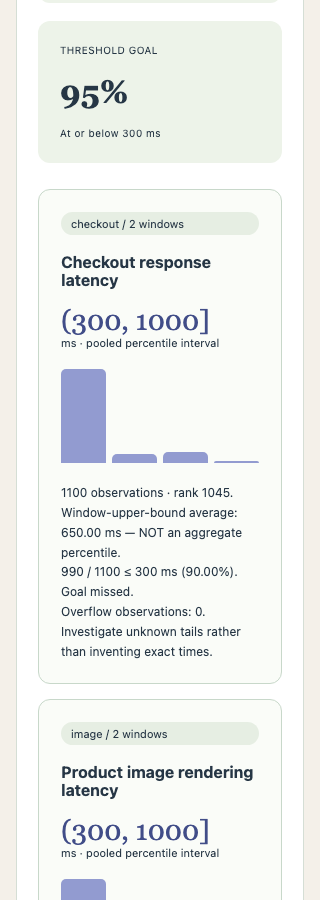 THRESHOLD GOAL
95%
At or below 300 ms
checkout / 2 windows
Checkout response
latency
(300, 1000]
ms · pooled percentile interval
1100 observations · rank 1045.
Window-upper-bound average:
650.00 ms — NOT an aggregate
percentile.
990 / 1100 ≤ 300 ms (90.00%).
Goal missed.
Overflow observations: 0.
Investigate unknown tails rather
than inventing exact times.
image / 2 windows
Product image rendering
latency
(300, 1000]
ms · pooled percentile interval